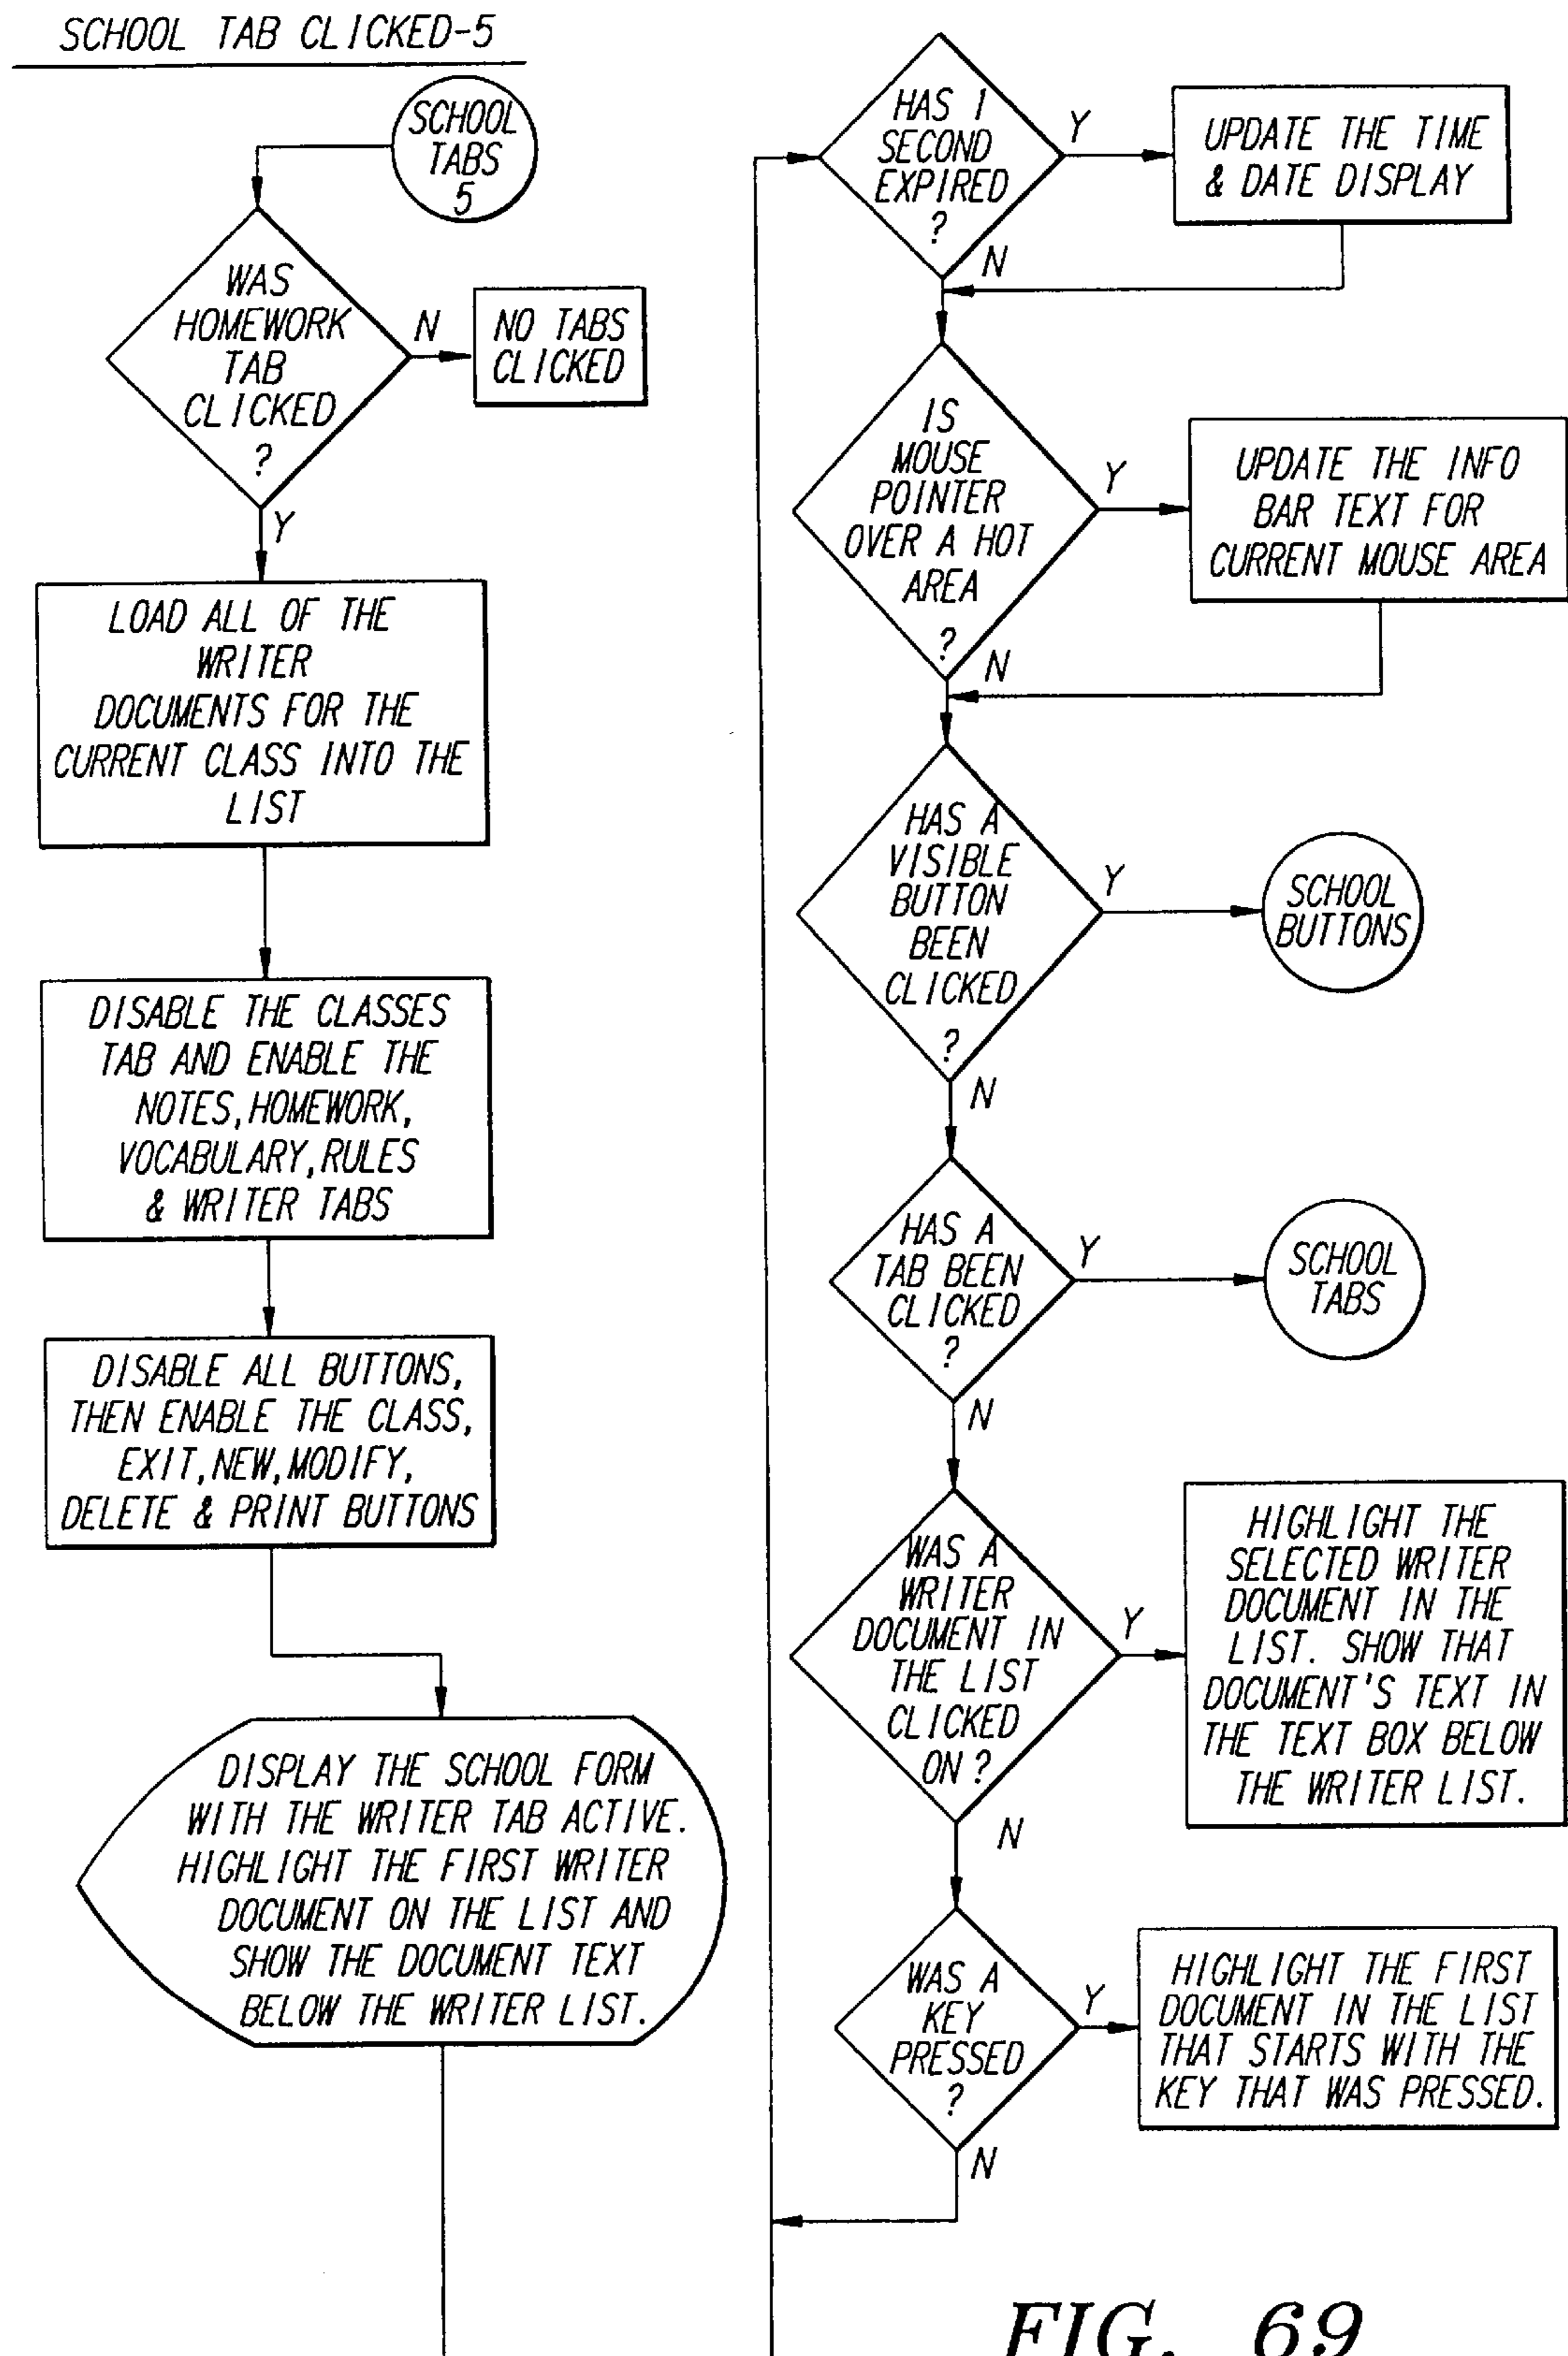 SCHOOL TAB CLICKED-5
SCHOOL
TABS
5
WAS
HOMEWORK
TAB
CLICKED
?
N
NO TABS
CLICKED
Y
LOAD ALL OF THE
WRITER
DOCUMENTS FOR THE
CURRENT CLASS INTO THE
LIST
DISABLE THE CLASSES
TAB AND ENABLE THE
NOTES, HOMEWORK,
VOCABULARY, RULES
& WRITER TABS
DISABLE ALL BUTTONS,
THEN ENABLE THE CLASS,
EXIT, NEW, MODIFY,
DELETE & PRINT BUTTONS
DISPLAY THE SCHOOL FORM
WITH THE WRITER TAB ACTIVE.
HIGHLIGHT THE FIRST WRITER
DOCUMENT ON THE LIST AND
SHOW THE DOCUMENT TEXT
BELOW THE WRITER LIST.
HAS 1
SECOND
EXPIRED
?
Y
UPDATE THE TIME
& DATE DISPLAY
N
IS
MOUSE
POINTER
OVER A HOT
AREA
?
Y
UPDATE THE INFO
BAR TEXT FOR
CURRENT MOUSE AREA
N
HAS A
VISIBLE
BUTTON
BEEN
CLICKED
?
Y
SCHOOL
BUTTONS
N
HAS A
TAB BEEN
CLICKED
?
Y
SCHOOL
TABS
N
WAS A
WRITER
DOCUMENT IN
THE LIST
CLICKED
ON ?
Y
HIGHLIGHT THE
SELECTED WRITER
DOCUMENT IN THE
LIST. SHOW THAT
DOCUMENT'S TEXT IN
THE TEXT BOX BELOW
THE WRITER LIST.
N
WAS A
KEY
PRESSED
?
Y
HIGHLIGHT THE FIRST
DOCUMENT IN THE LIST
THAT STARTS WITH THE
KEY THAT WAS PRESSED.
N
FIG. 69